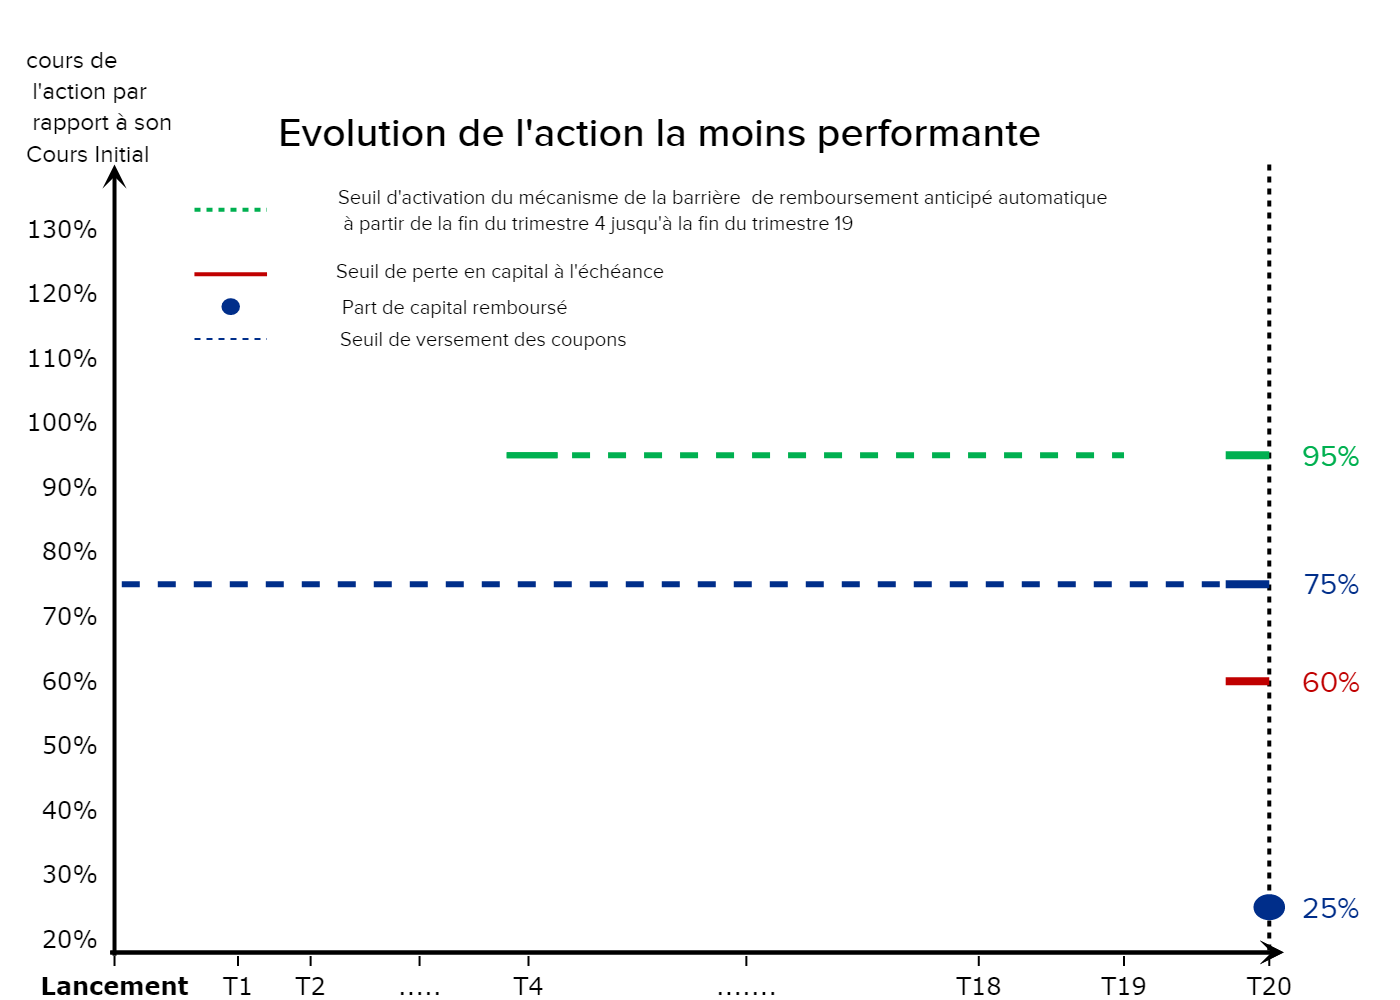 cours de
l'action par
rapport à son
Cours Initial
Evolution de l'action la moins performante
Seuil d'activation du mécanisme de la barrière  de remboursement anticipé automatique
à partir de la fin du trimestre 4 jusqu'à la fin du trimestre 19
130%
Seuil de perte en capital à l'échéance
120%
Part de capital remboursé
Seuil de versement des coupons
110%
100%
95%
90%
80%
75%
70%
60%
60%
50%
40%
30%
25%
20%
Lancement T1 T2 ..... T4 ....... T18 T19 T20